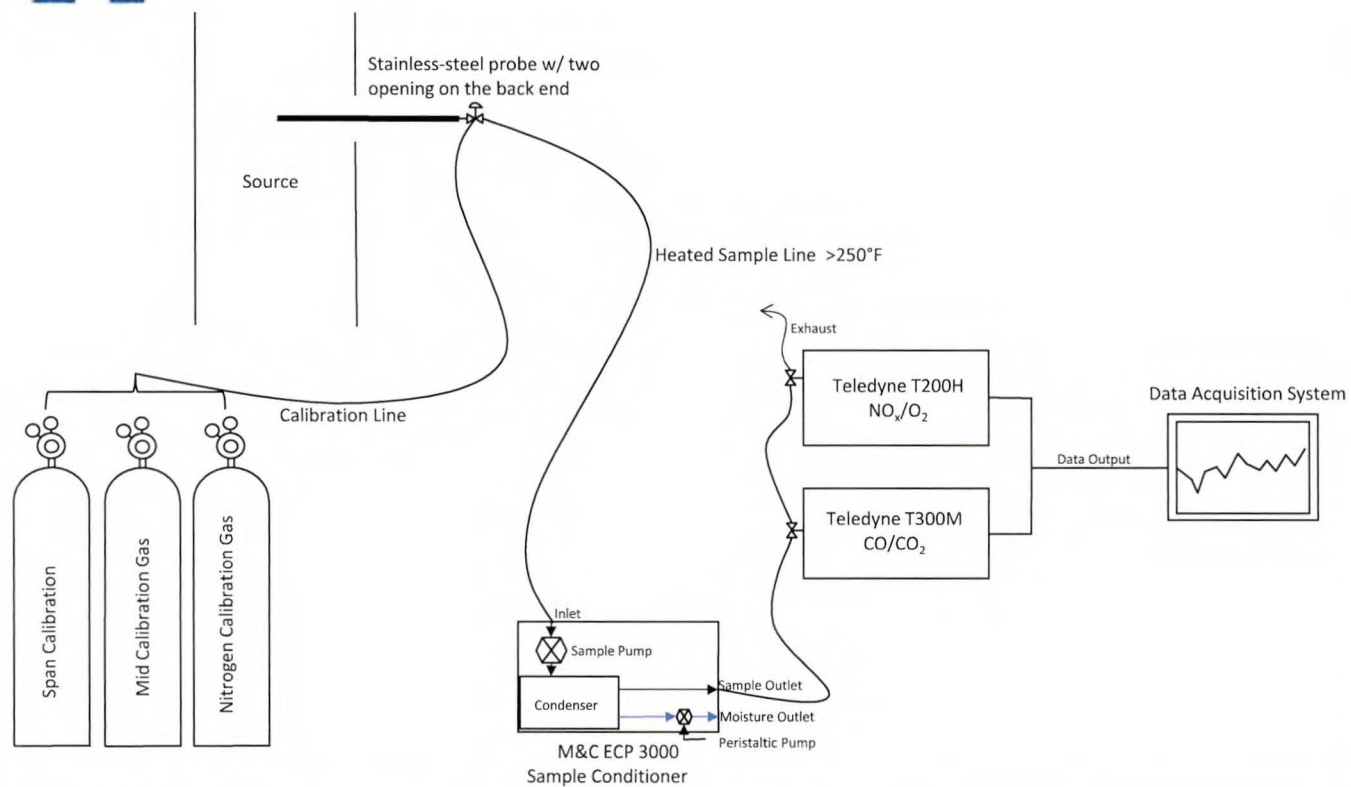 Stainless-steel probe w/ two
opening on the back end
Source
Heated Sample Line >250°F
Exhaust
Teledyne T200H
NOx/O2
Data Acquisition System
Calibration Line
Data Output
Teledyne T300M
CO/CO2
Span Calibration
Mid Calibration Gas
Nitrogen Calibration Gas
Inlet
Sample Pump
Condenser
Sample Outlet
Moisture Outlet
Peristaltic Pump
M&C ECP 3000
Sample Conditioner